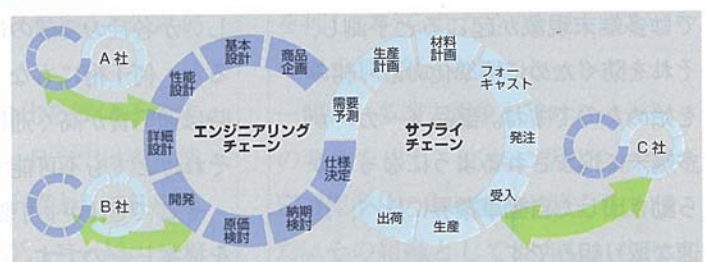 A社
B社
エンジニアリング
チェーン
商品
企画
基本
設計
性能
設計
詳細
設計
開発
原価
検討
納期
検討
仕様
決定
需要
予測
サプライ
チェーン
生産
計画
材料
計画
フォー
キャスト
発注
受入
生産
出荷
C社